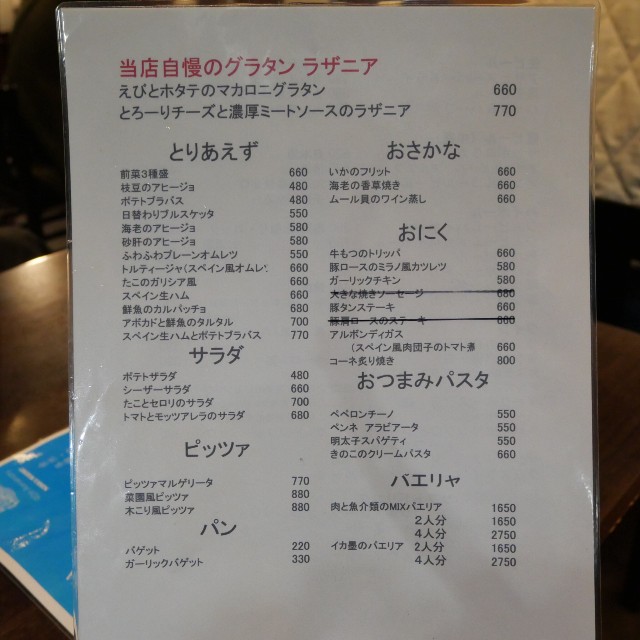 当店自慢のグラタン ラザニア
えびとホタテのマカロニグラタン 660
とろーりチーズと濃厚ミートソースのラザニア 770
とりあえず
前菜3種盛 660
枝豆のアヒージョ 480
ポテトブラバス 480
日替わりブルスケッタ 550
海老のアヒージョ 580
砂肝のアヒージョ 580
ふわふわプレーンオムレツ 550
トルティージャ(スペイン風オムレツ 660
たこのガリシア風 660
スペイン生ハム 660
鮮魚のカルパッチョ 680
アボカドと鮮魚のタルタル 700
スペイン生ハムとポテトブラバス 770
サラダ
ポテトザラダ 480
シーザーサラダ 660
たことセロリのサラダ 700
トマトとモッツアレラのサラダ 680
ピッツァ
ピッツァマルゲリータ 770
菜園風ピッツァ 880
木こり風ピッツァ 880
パン
バゲット 220
ガーリックバゲット 330
おさかな
いかのフリット 660
海老の香草焼き 660
ムール貝のワイン蒸し 660
おにく
牛もつのトリッパ 660
豚ロースのミラノ風カツレツ 580
ガーリックチキン 580
大きな焼きソーセージ 680
豚タンステーキ 660
豚肩ロースのステーキ 880
アルボンディガス
(スペイン風肉団子のトマト煮 660
コーネ炙り焼き 800
おつまみパスタ
ペペロンチーノ 550
ペンネ アラビアータ 550
明太子スパゲティ 550
きのこのクリームパスタ 660
パエリャ
肉と魚介類のMIXパエリア 1650
2人分 1650
4人分 2750
イカ墨のパエリア 2人分 1650
4人分 2750